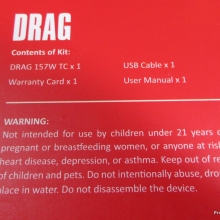 DRAG
Contents of Kit:
DRAG 157W TC x 1 USB Cable x 1
Warranty Card x 1 User Manual x 1
WARNING:
Not intended for use by children under 21 years
pregnant or breastfeeding women, or anyone at
heart disease, depression, or asthma. Keep out of
of children and pets. Do not intentionally abuse,
place in water. Do not disassemble the device.